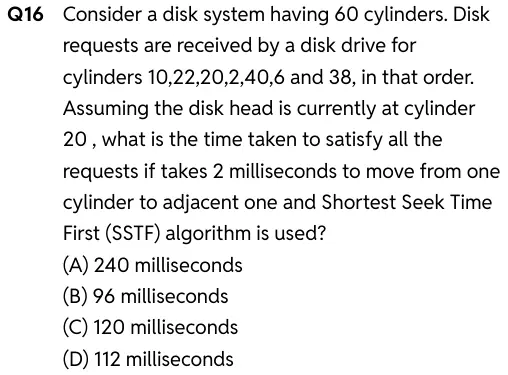 Q16 Consider a disk system having 60 cylinders. Disk
requests are received by a disk drive for
cylinders 10,22,20,2,40,6 and 38, in that order.
Assuming the disk head is currently at cylinder
20 , what is the time taken to satisfy all the
requests if takes 2 milliseconds to move from one
cylinder to adjacent one and Shortest Seek Time
First (SSTF) algorithm is used?
(A) 240 milliseconds
(B) 96 milliseconds
(C) 120 milliseconds
(D) 112 milliseconds